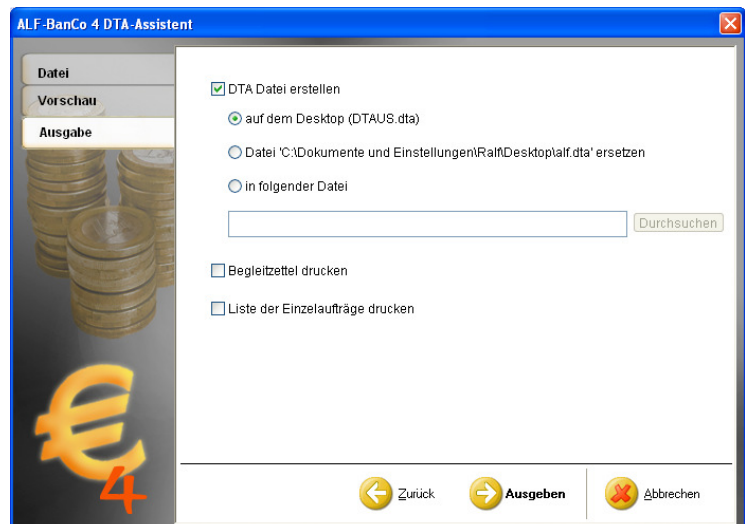 ALF-BanCo 4 DTA-Assistent
Datei
Vorschau
Ausgabe
DTA Datei erstellen
auf dem Desktop (DTAUS.dta)
Datei 'C:\Dokumente und Einstellungen\Ralf\Desktop\alf.dta' ersetzen
in folgender Datei
Durchsuchen
Begleitzettel drucken
Liste der Einzelaufträge drucken
€
4
Zurück
Ausgeben
Abbrechen